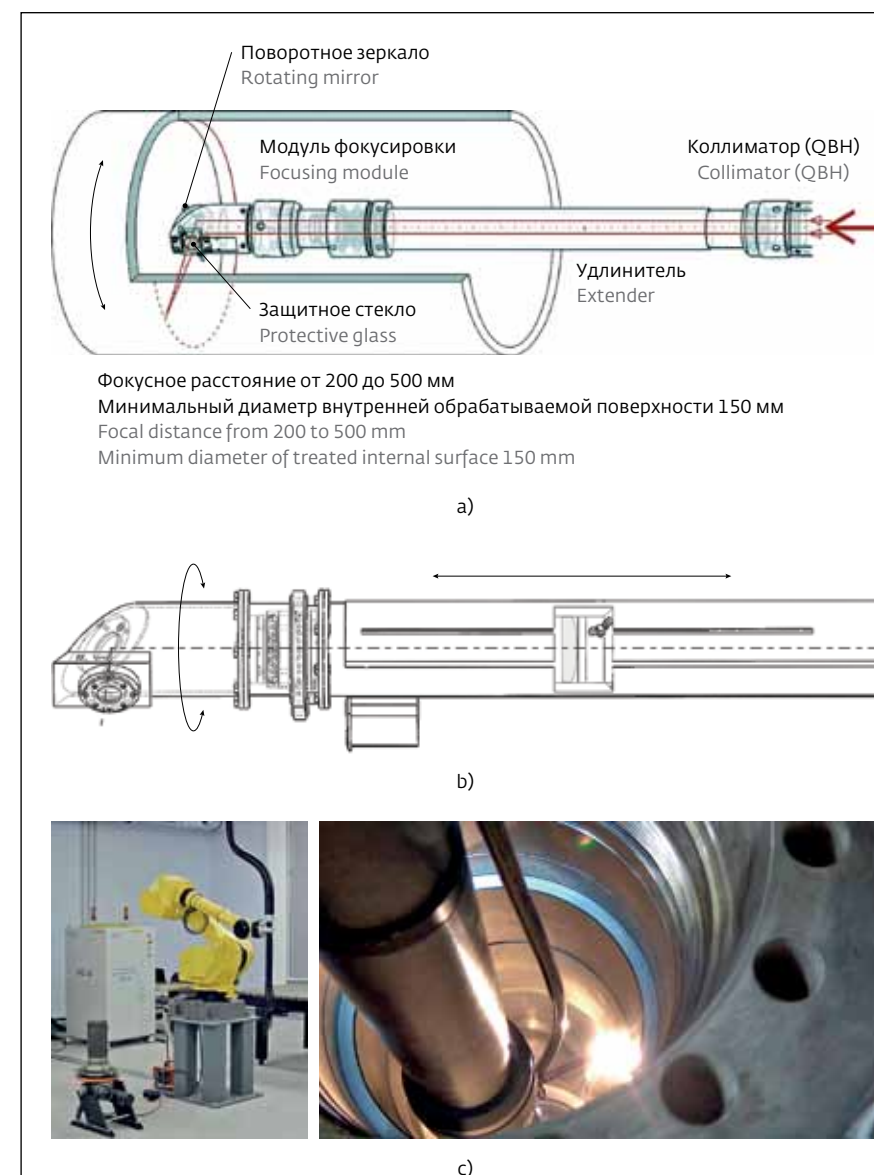 Поворотное зеркало
Rotating mirror
Модуль фокусировки
Focusing module
Коллиматор (QBH)
Collimator (QBH)
Удлинитель
Extender
Защитное стекло
Protective glass
Фокусное расстояние от 200 до 500 мм
Минимальный диаметр внутренней обрабатываемой поверхности 150 мм
Focal distance from 200 to 500 mm
Minimum diameter of treated internal surface 150 mm
a)
b)
c)